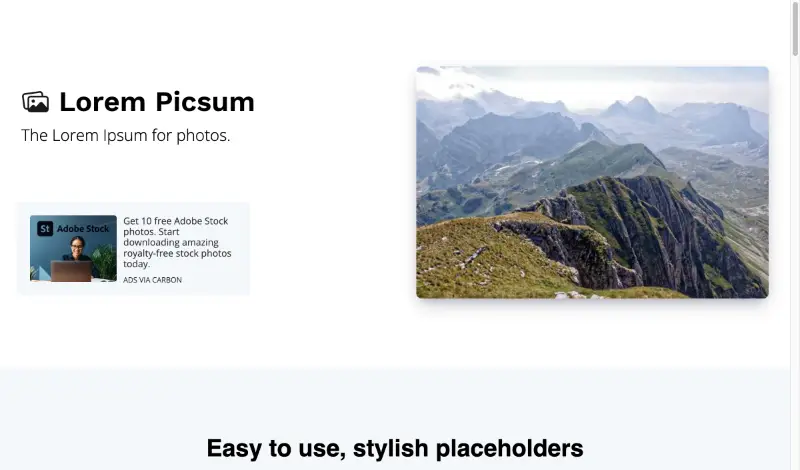 Lorem Picsum
The Lorem Ipsum for photos.
St Adobe Stock
Get 10 free Adobe Stock
photos. Start
downloading amazing
royalty-free stock photos
today.
ADS VIA CARBON
Easy to use, stylish placeholders